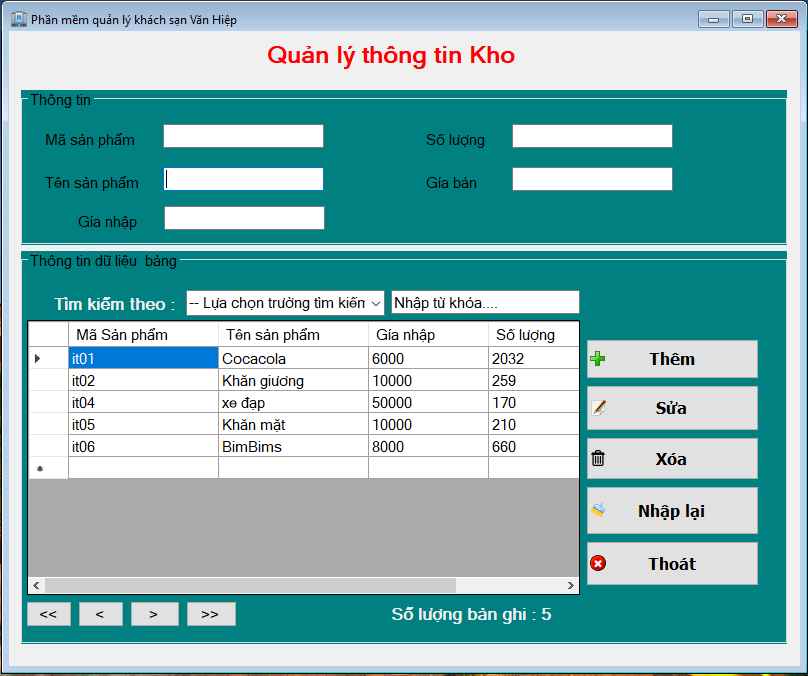 Phần mềm quản lý khách sạn Văn Hiệp
Quản lý thông tin Kho
Thông tin
Mã sản phẩm
Số lượng
Tên sản phẩm
Gía bán
Gía nhập
Thông tin dữ liệu bảng
Tìm kiếm theo :
-- Lựa chọn trường tìm kiếm
Nhập từ khóa....
Mã Sản phẩm Tên sản phẩm Gía nhập Số lượng
it01 Cocacola 6000 2032
it02 Khăn giương 10000 259
it04 xe đạp 50000 170
it05 Khăn mặt 10000 210
it06 BimBims 8000 660
Thêm
Sửa
Xóa
Nhập lại
Thoát
<< < > >>
Số lượng bản ghi : 5